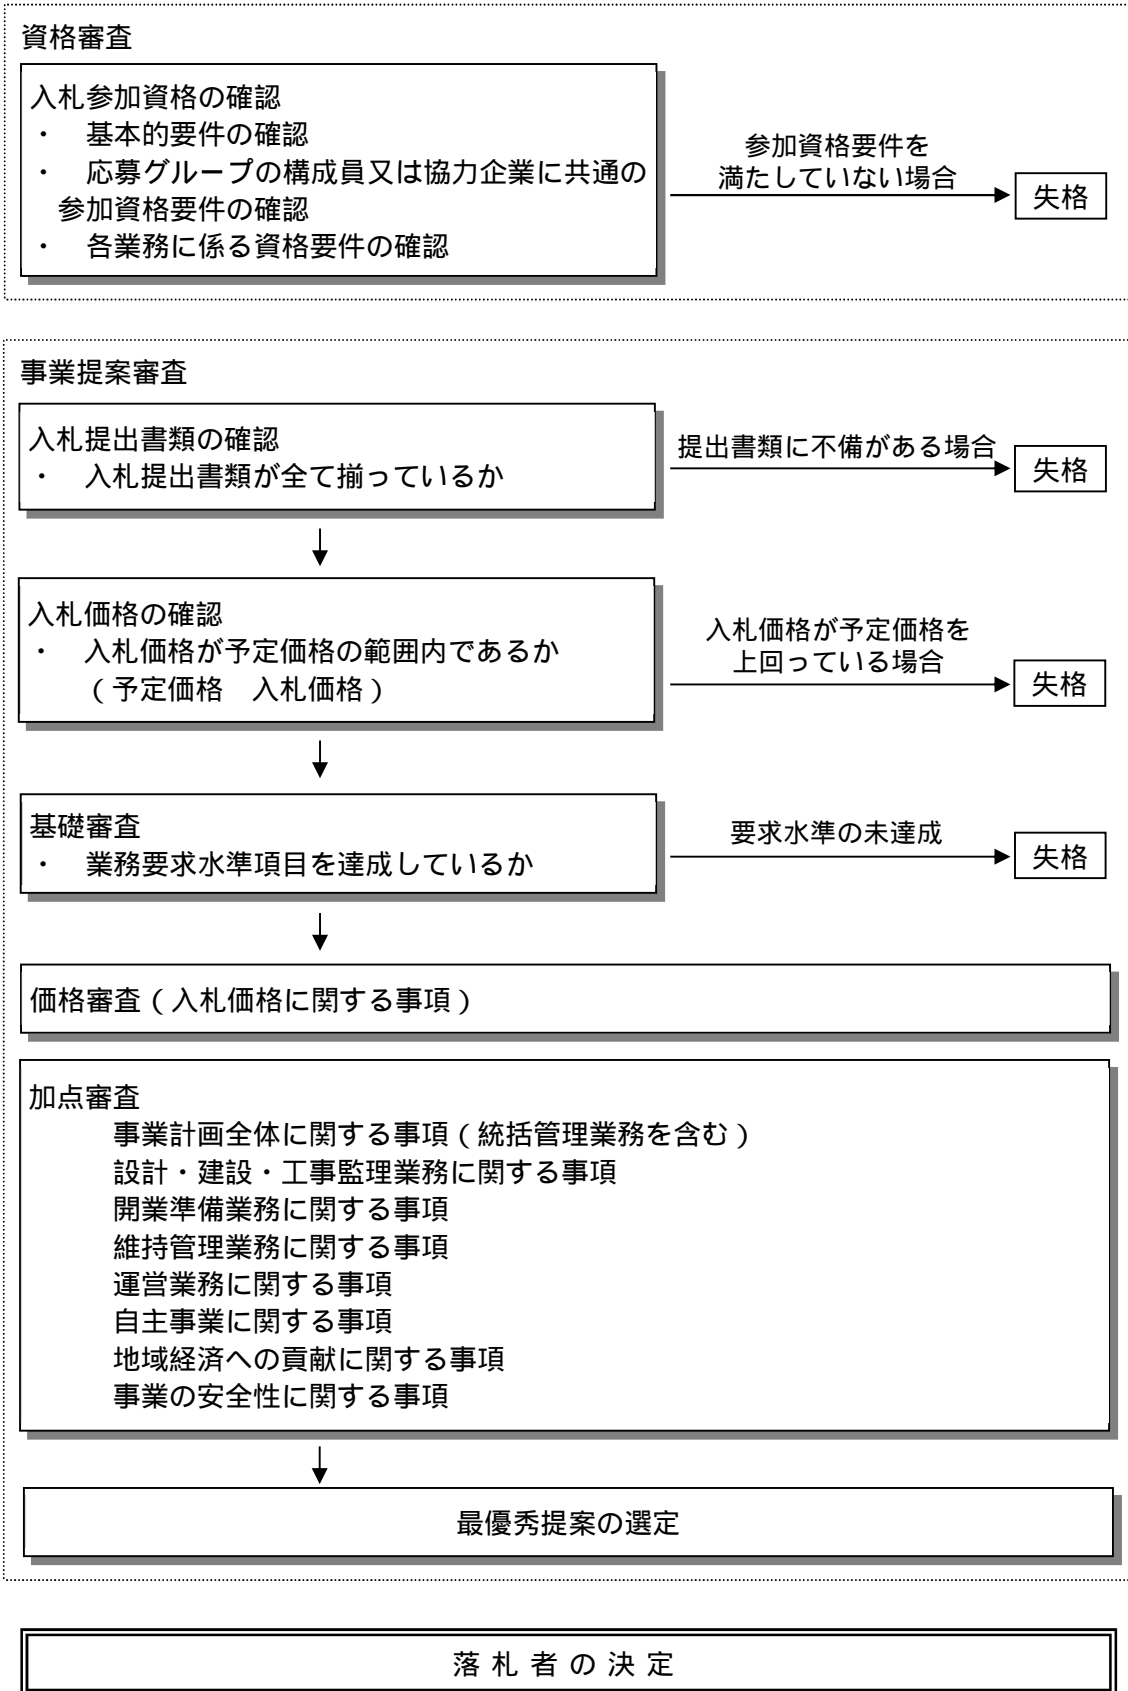 資格審査
入札参加資格の確認
・　基本的要件の確認
・　応募グループの構成員又は協力企業に共通の
参加資格要件の確認
・　各業務に係る資格要件の確認
参加資格要件を
満たしていない場合
失格
事業提案審査
入札提出書類の確認
・　入札提出書類が全て揃っているか
提出書類に不備がある場合
失格
入札価格の確認
・　入札価格が予定価格の範囲内であるか
（予定価格　入札価格）
入札価格が予定価格を
上回っている場合
失格
基礎審査
・　業務要求水準項目を達成しているか
要求水準の未達成
失格
価格審査（入札価格に関する事項）
加点審査
事業計画全体に関する事項（統括管理業務を含む）
設計・建設・工事監理業務に関する事項
開業準備業務に関する事項
維持管理業務に関する事項
運営業務に関する事項
自主事業に関する事項
地域経済への貢献に関する事項
事業の安全性に関する事項
最優秀提案の選定
落札者の決定